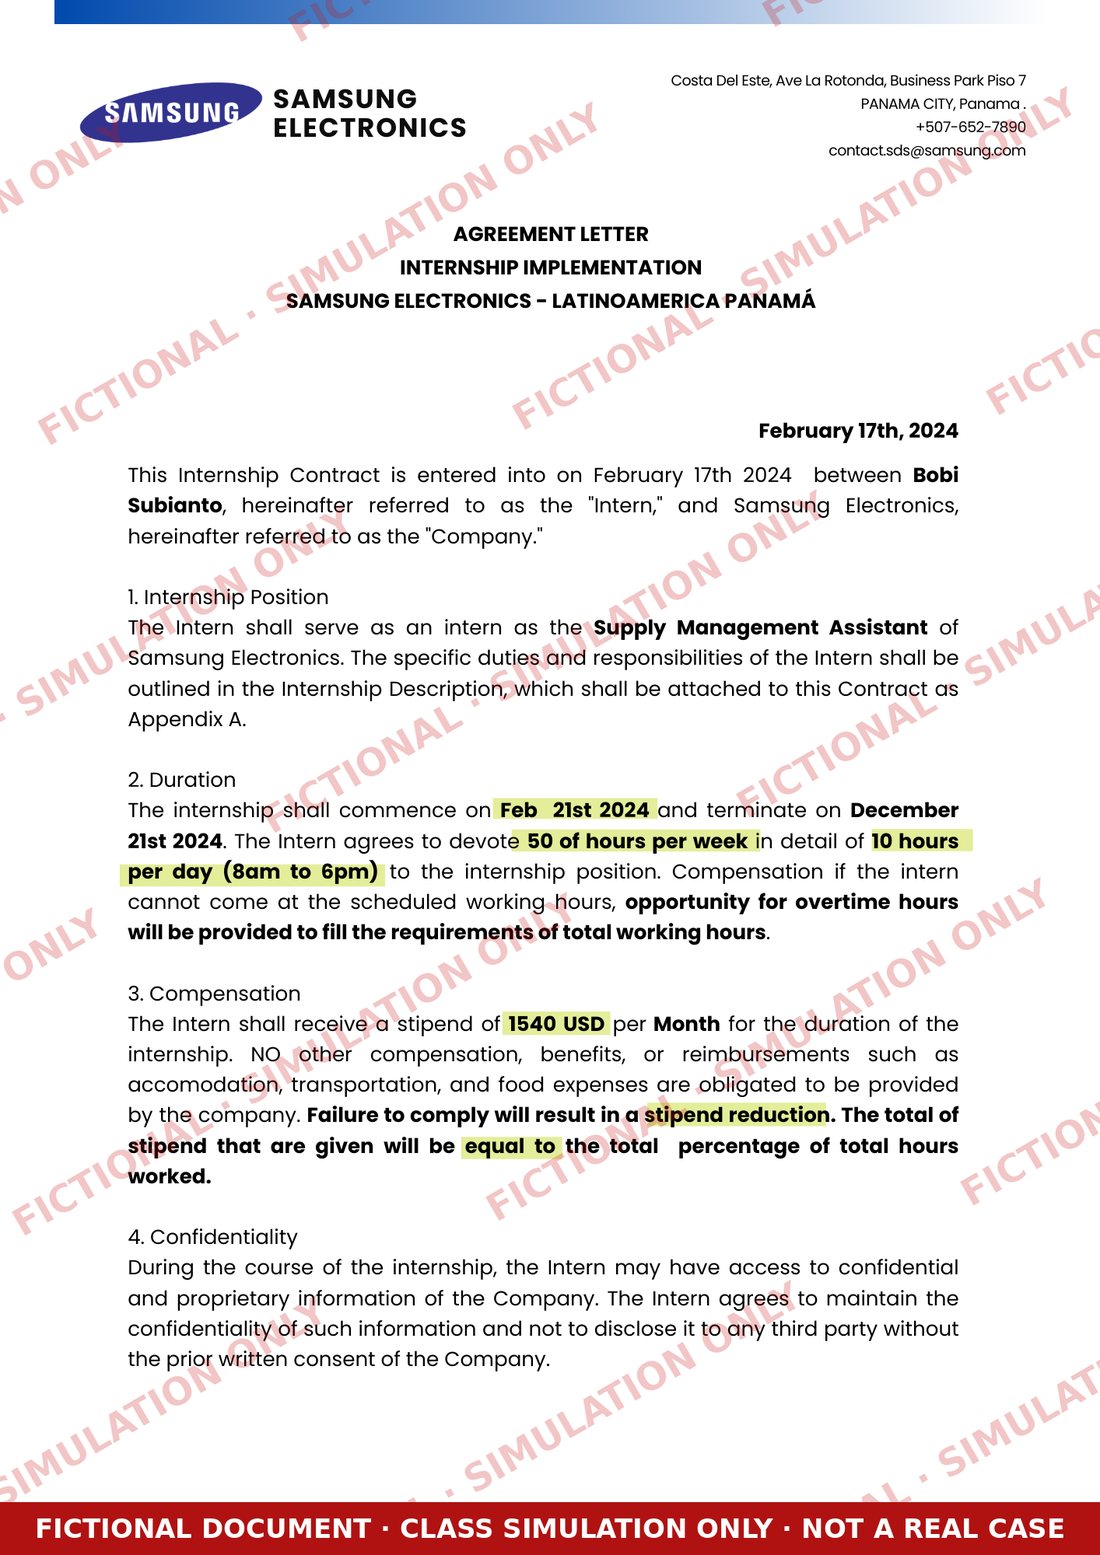 SAMSUNG
SAMSUNG
ELECTRONICS
Costa Del Este, Ave La Rotonda, Business Park Piso 7
PANAMA CITY, Panama .
+507-652-7890
contact.sds@samsung.com
AGREEMENT LETTER
INTERNSHIP IMPLEMENTATION
SAMSUNG ELECTRONICS - LATINOAMERICA PANAMÁ
February 17th, 2024
This Internship Contract is entered into on February 17th 2024  between Bobi
Subianto, hereinafter referred to as the "Intern," and Samsung Electronics,
hereinafter referred to as the "Company."
1. Internship Position
The Intern shall serve as an intern as the Supply Management Assistant of
Samsung Electronics. The specific duties and responsibilities of the Intern shall be
outlined in the Internship Description, which shall be attached to this Contract as
Appendix A.
2. Duration
The internship shall commence on Feb  21st 2024 and terminate on December
21st 2024. The Intern agrees to devote 50 of hours per week in detail of 10 hours
per day (8am to 6pm) to the internship position. Compensation if the intern
cannot come at the scheduled working hours, opportunity for overtime hours
will be provided to fill the requirements of total working hours.
3. Compensation
The Intern shall receive a stipend of 1540 USD per Month for the duration of the
internship. NO other compensation, benefits, or reimbursements such as
accomodation, transportation, and food expenses are obligated to be provided
by the company. Failure to comply will result in a stipend reduction. The total of
stipend that are given will be equal to the total  percentage of total hours
worked.
4. Confidentiality
During the course of the internship, the Intern may have access to confidential
and proprietary information of the Company. The Intern agrees to maintain the
confidentiality of such information and not to disclose it to any third party without
the prior written consent of the Company.
FICTIONAL · SIMULATION ONLY
FICTIONAL DOCUMENT · CLASS SIMULATION ONLY · NOT A REAL CASE